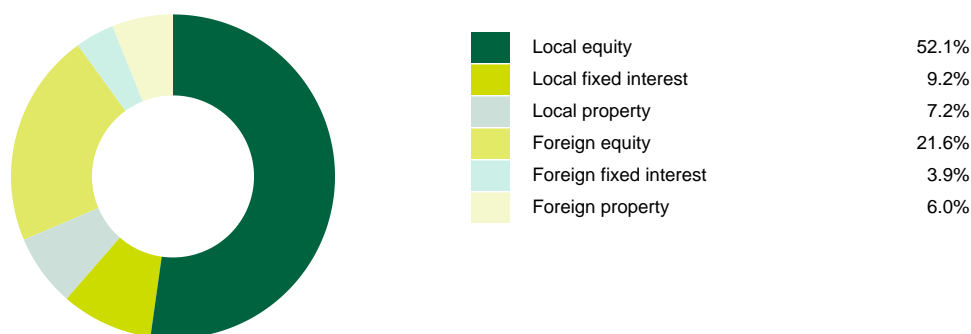 Local equity 52.1%
Local fixed interest 9.2%
Local property 7.2%
Foreign equity 21.6%
Foreign fixed interest 3.9%
Foreign property 6.0%